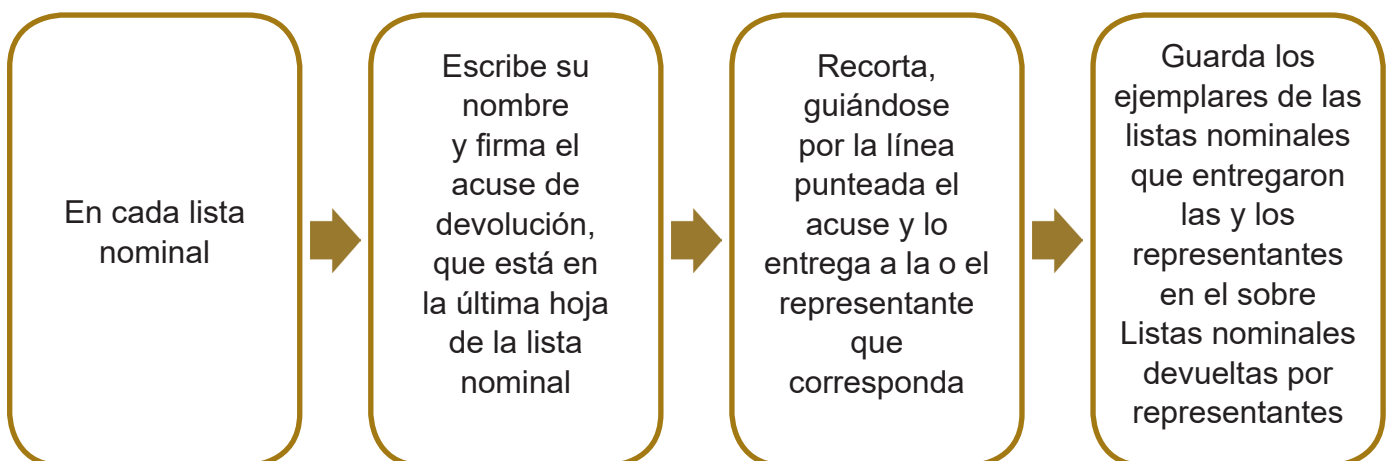 En cada lista
nominal
Escribe su
nombre
y firma el
acuse de
devolución,
que está en
la última hoja
de la lista
nominal
Recorta,
guiándose
por la línea
punteada el
acuse y lo
entrega a la o el
representante
que
corresponda
Guarda los
ejemplares de las
listas nominales
que entregaron
las y los
representantes
en el sobre
Listas nominales
devueltas por
representantes